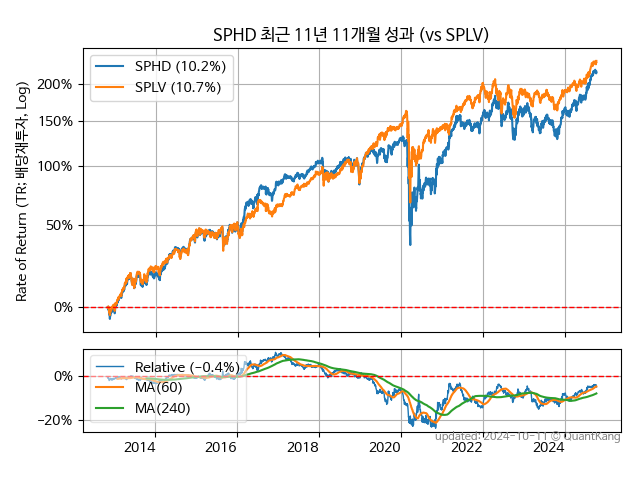 SPHD 최근 11년 11개월 성과 (vs SPLV)
SPHD (10.2%)
SPLV (10.7%)
200%
150%
100%
50%
0%
Rate of Return (TR; 배당재투자, Log)
Relative (−0.4%)
MA(60)
MA(240)
0%
−20%
2014
2016
2018
2020
2022
2024
updated: 2024-10-11 © QuantKang